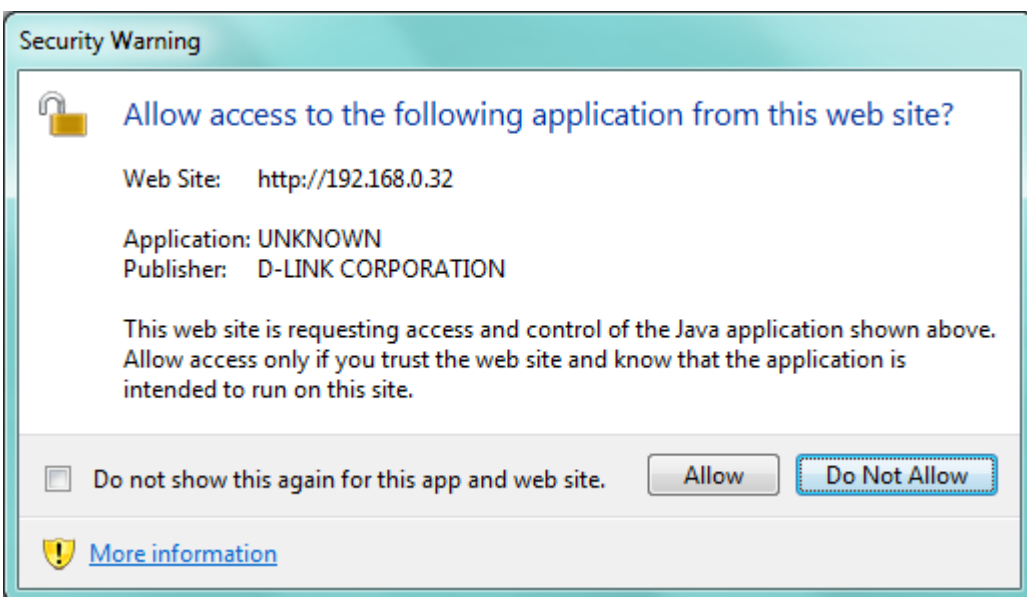 Security Warning
Allow access to the following application from this web site?
Web Site: http://192.168.0.32
Application: UNKNOWN
Publisher: D-LINK CORPORATION
This web site is requesting access and control of the Java application shown above.
Allow access only if you trust the web site and know that the application is
intended to run on this site.
Do not show this again for this app and web site. Allow Do Not Allow
More information